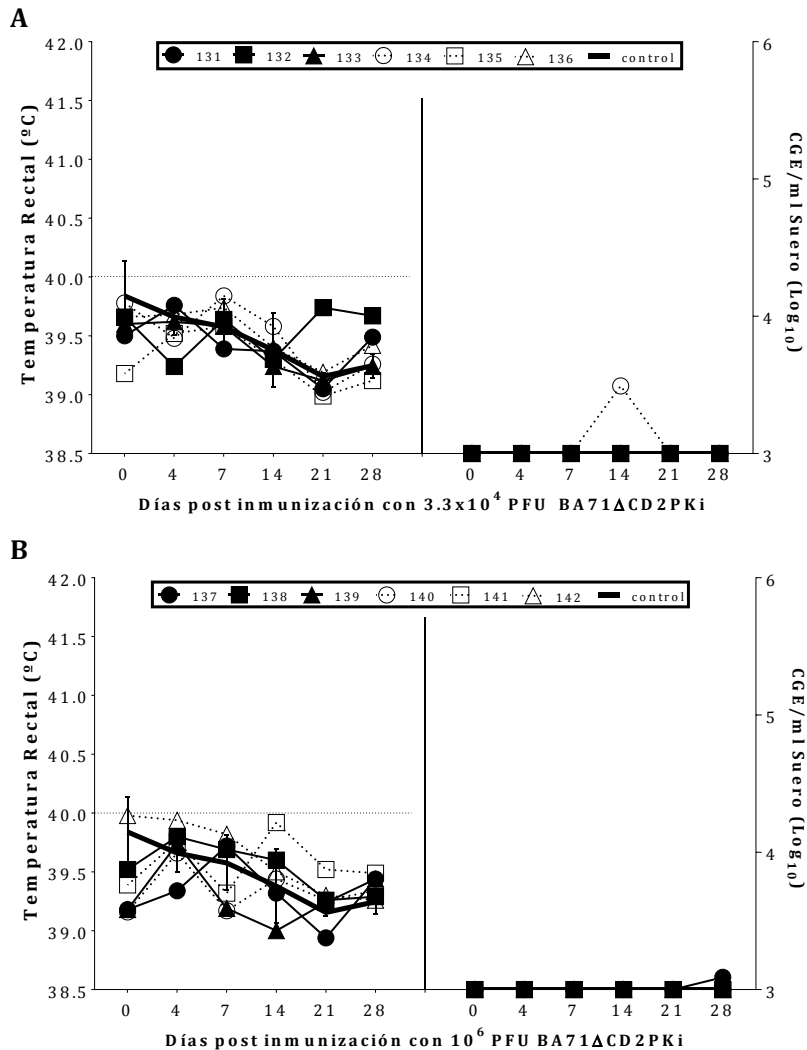 A
131 132 133 134 135 136 control
Temperatura Rectal (ºC)
42.0
41.5
41.0
40.5
40.0
39.5
39.0
38.5
0 4 7 14 21 28
0 4 7 14 21 28
6
5
4
3
CGE/ml Suero (Log10)
Días post inmunización con 3.3x10^4 PFU BA71ΔCD2PKi
B
137 138 139 140 141 142 control
Temperatura Rectal (ºC)
42.0
41.5
41.0
40.5
40.0
39.5
39.0
38.5
0 4 7 14 21 28
0 4 7 14 21 28
6
5
4
3
CGE/ml Suero (Log10)
Días post inmunización con 10^6 PFU BA71ΔCD2PKi